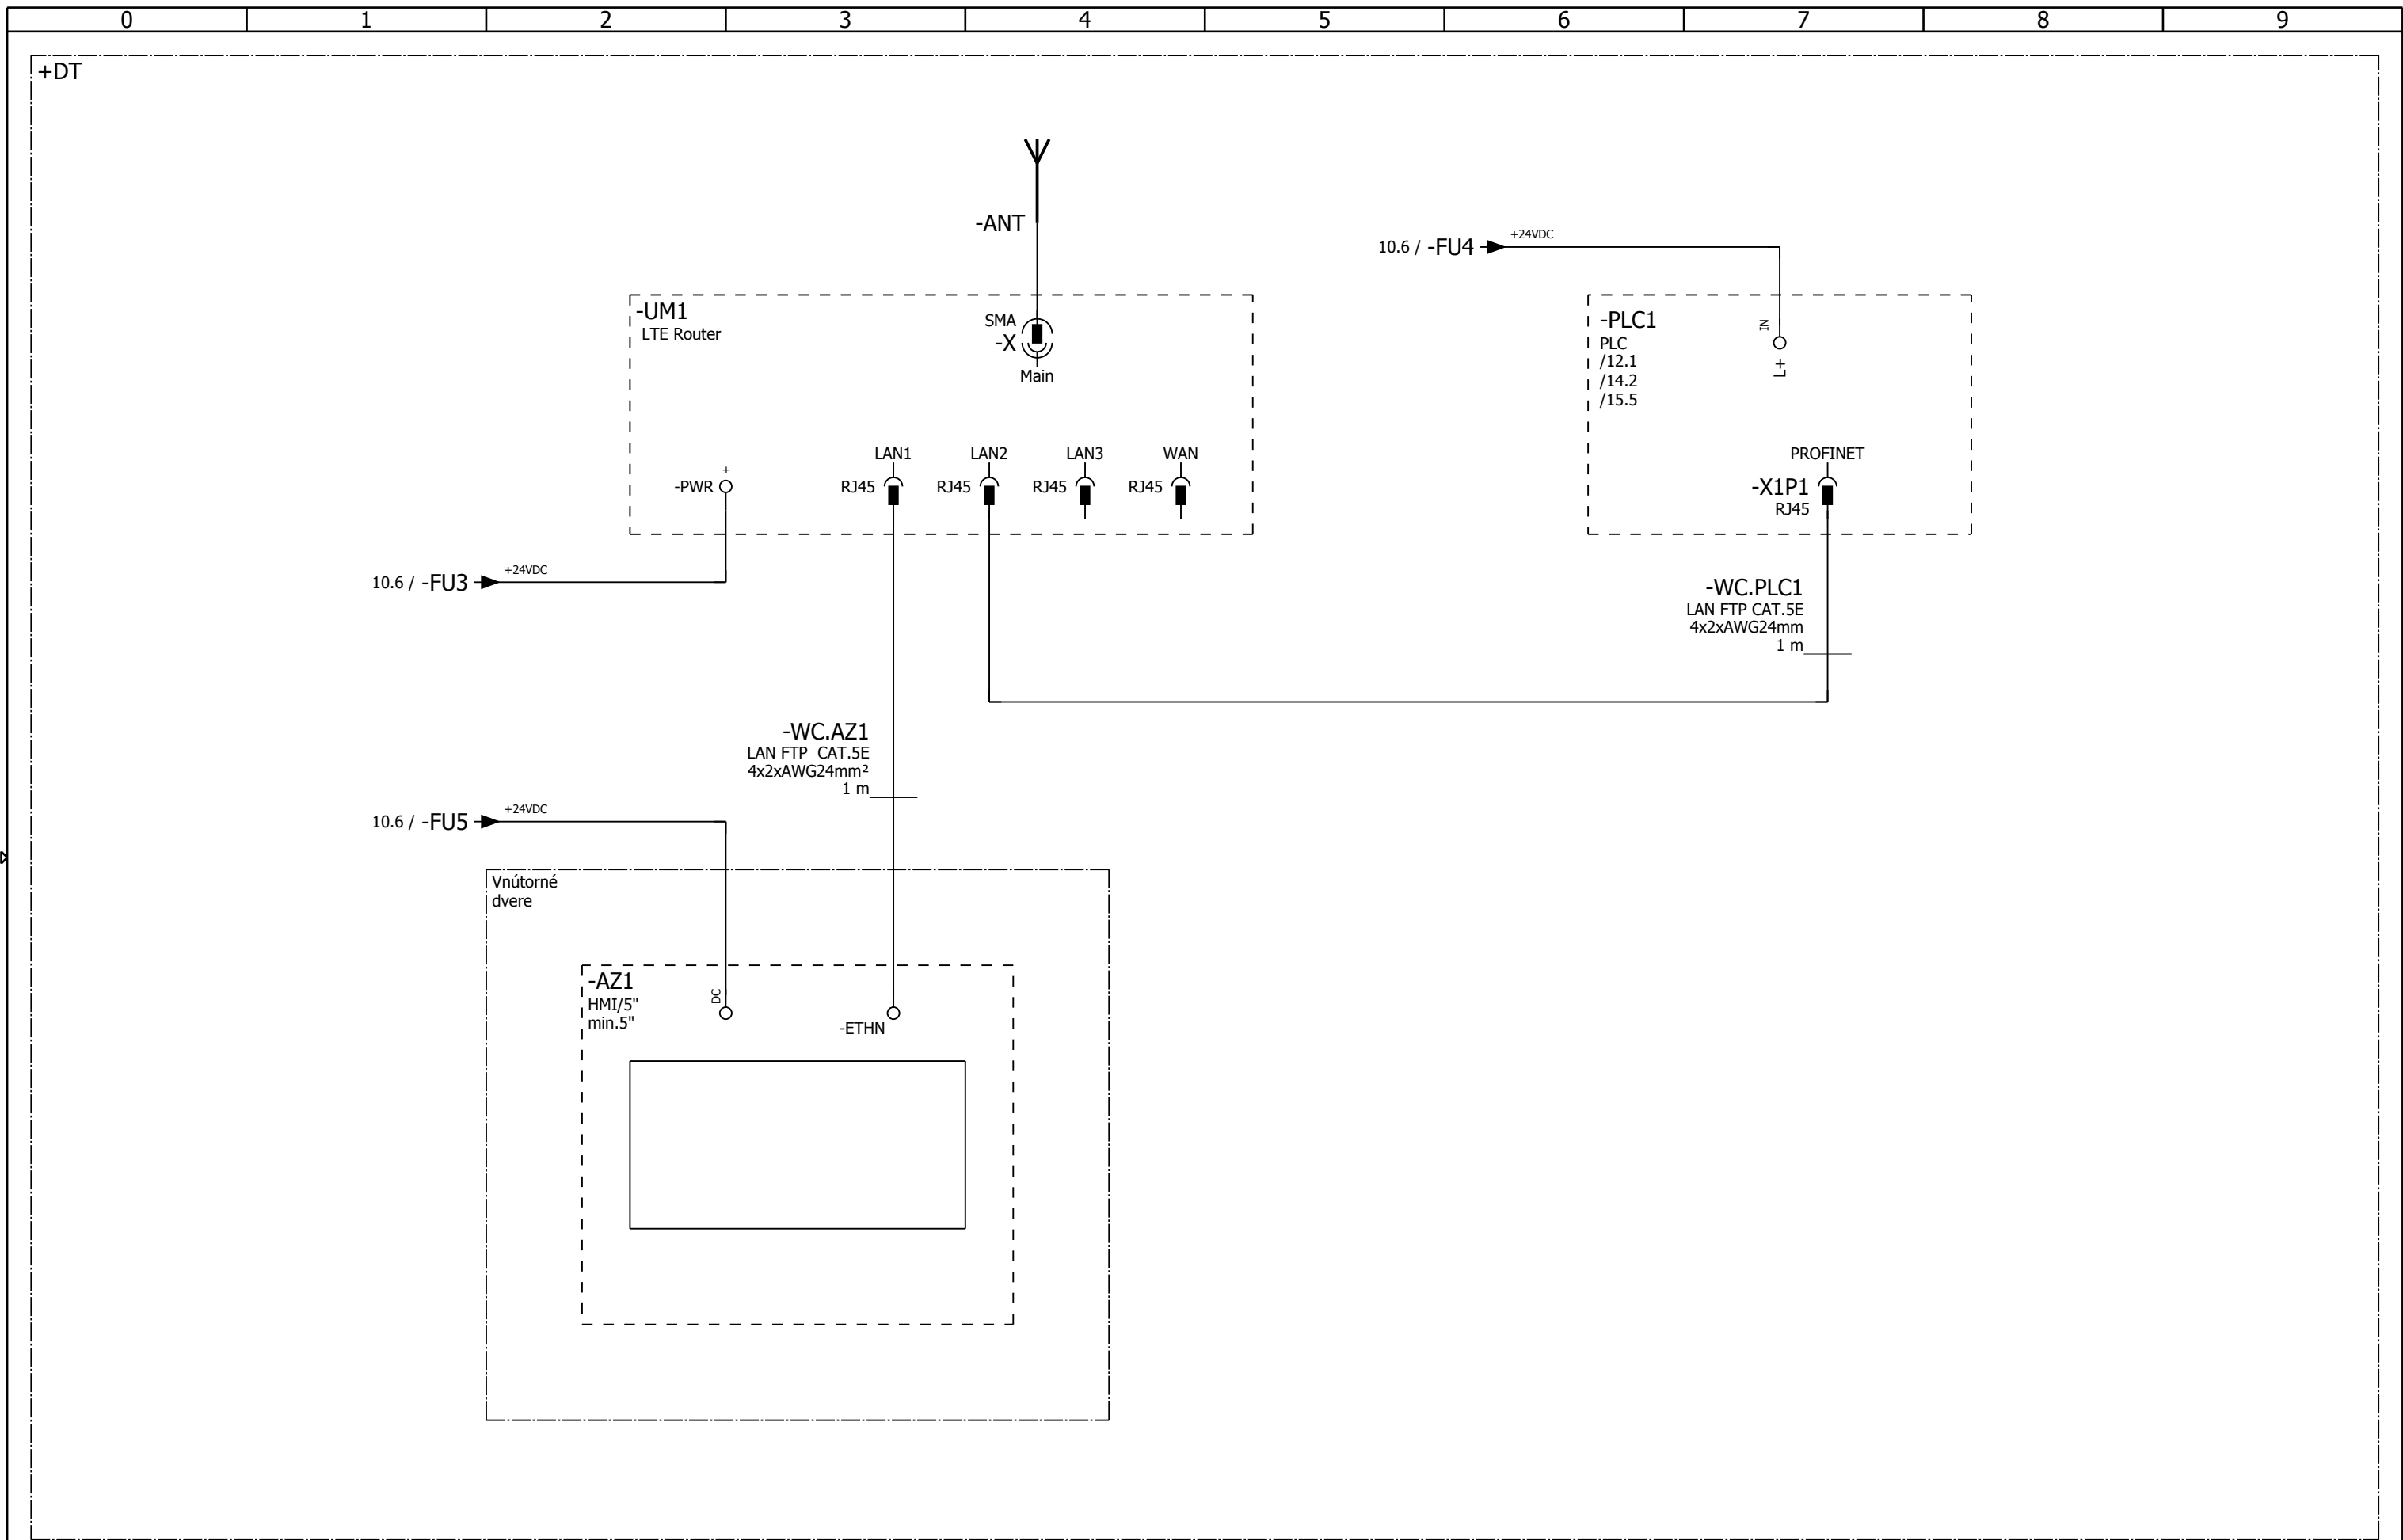 0 1 2 3 4 5 6 7 8 9
+DT
-ANT
10.6 / -FU4 +24VDC
-UM1
LTE Router
SMA
-X
Main
-PLC1
PLC
/12.1
/14.2
/15.5
IN
L+
LAN1 LAN2 LAN3 WAN
-PWR + RJ45 RJ45 RJ45 RJ45
PROFINET
-X1P1
RJ45
10.6 / -FU3 +24VDC
-WC.PLC1
LAN FTP CAT.5E
4x2xAWG24mm
1 m
-WC.AZ1
LAN FTP  CAT.5E
4x2xAWG24mm²
1 m
10.6 / -FU5 +24VDC
Vnútorné
dvere
-AZ1
HMI/5"
min.5"
DC
-ETHN